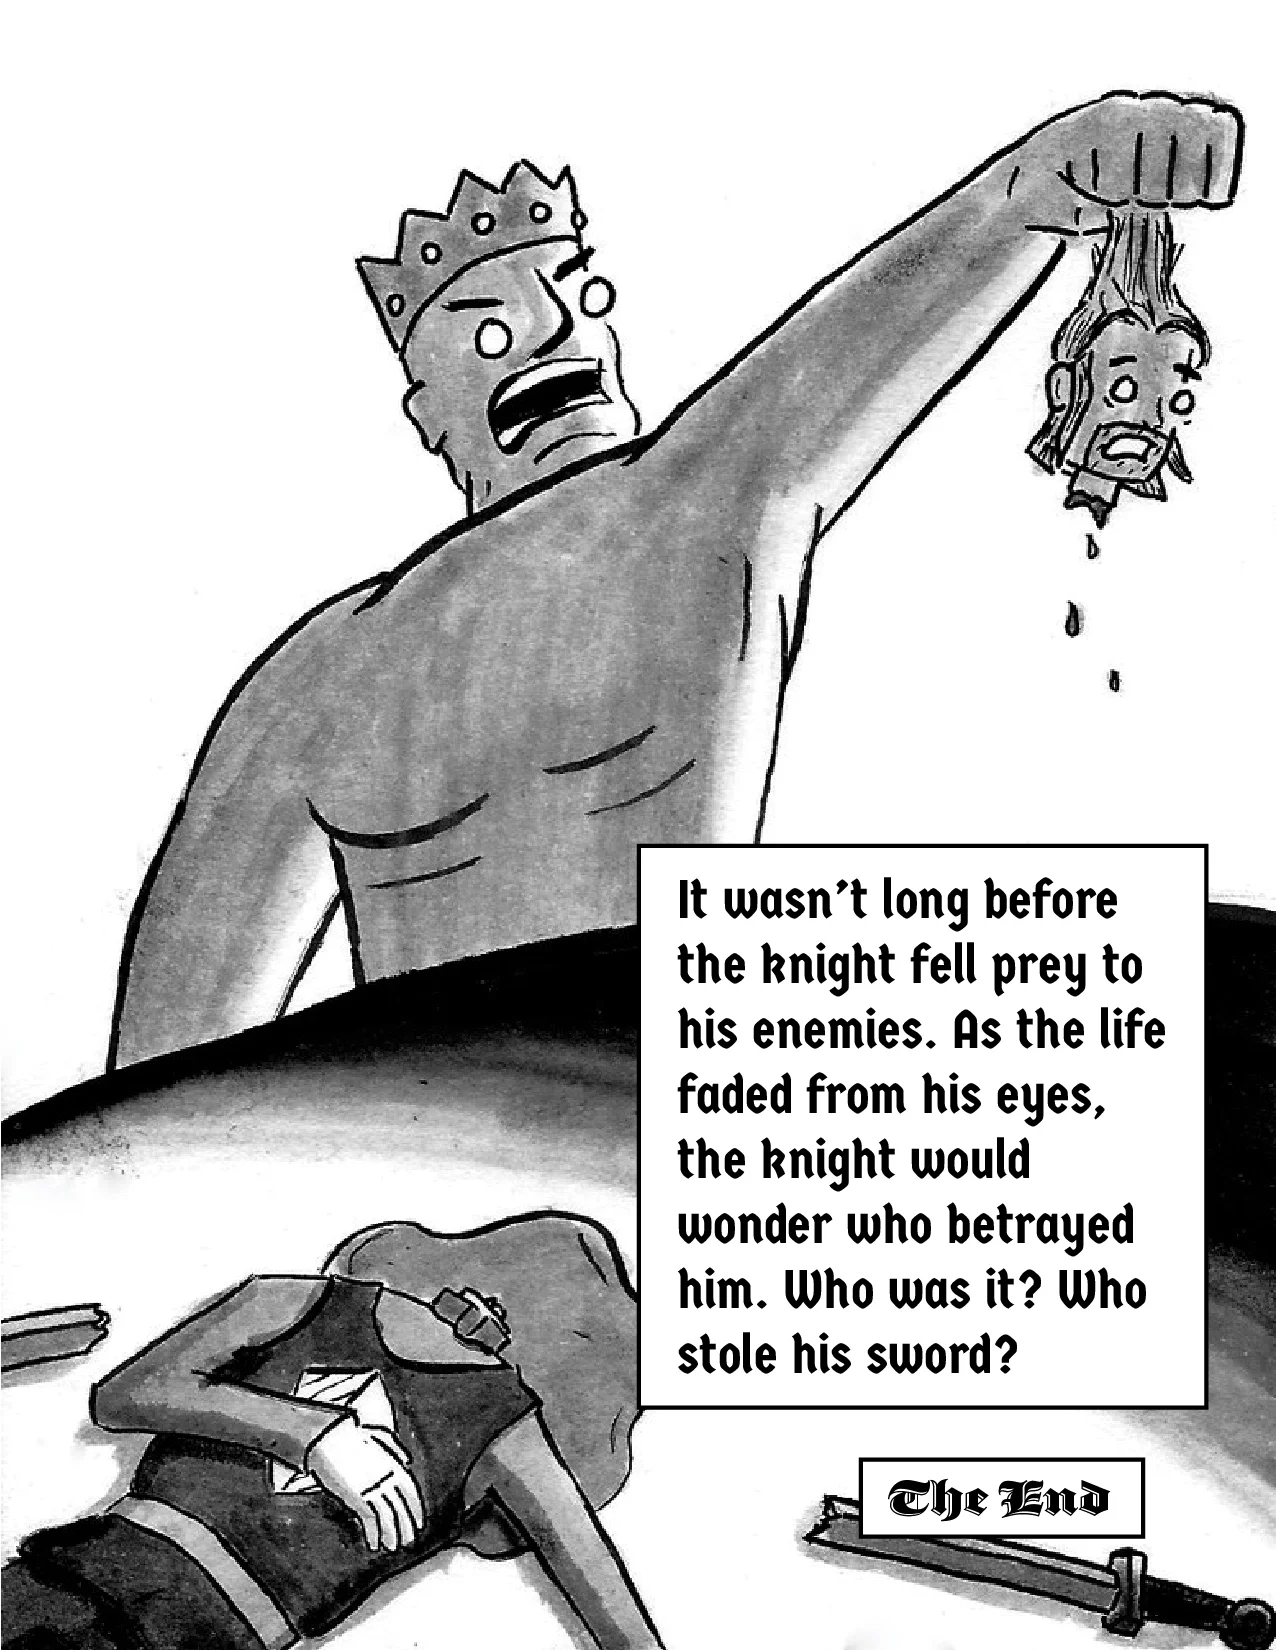 It wasn't long before
the knight fell prey to
his enemies. As the life
faded from his eyes,
the knight would
wonder who betrayed
him. Who was it? Who
stole his sword?
The End